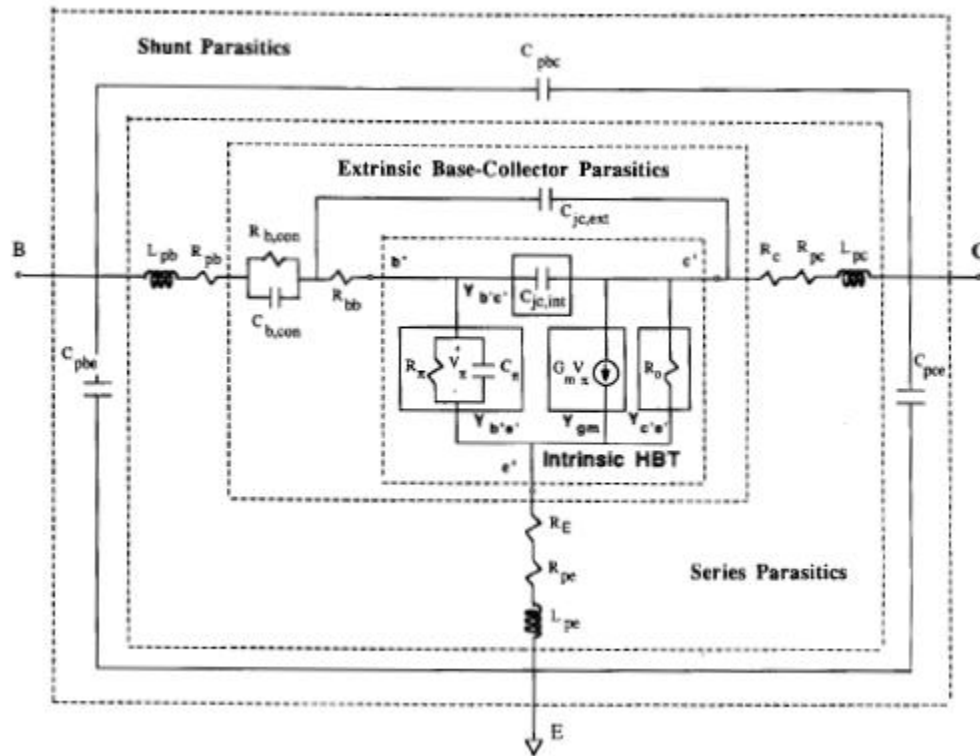 Shunt Parasitics
C pbc
Extrinsic Base-Collector Parasitics
C jc,ext
B
L pb
R pb
R b,con
C b,con
R bb
b'
Y b'c'
C jc,int
c'
R c
R pc
L pc
C
C pbe
R π
+
V π
-
C π
Y b'e'
G m V π
Y gm
R o
Y c'e'
C pce
e'
Intrinsic HBT
R E
R pe
L pe
Series Parasitics
E